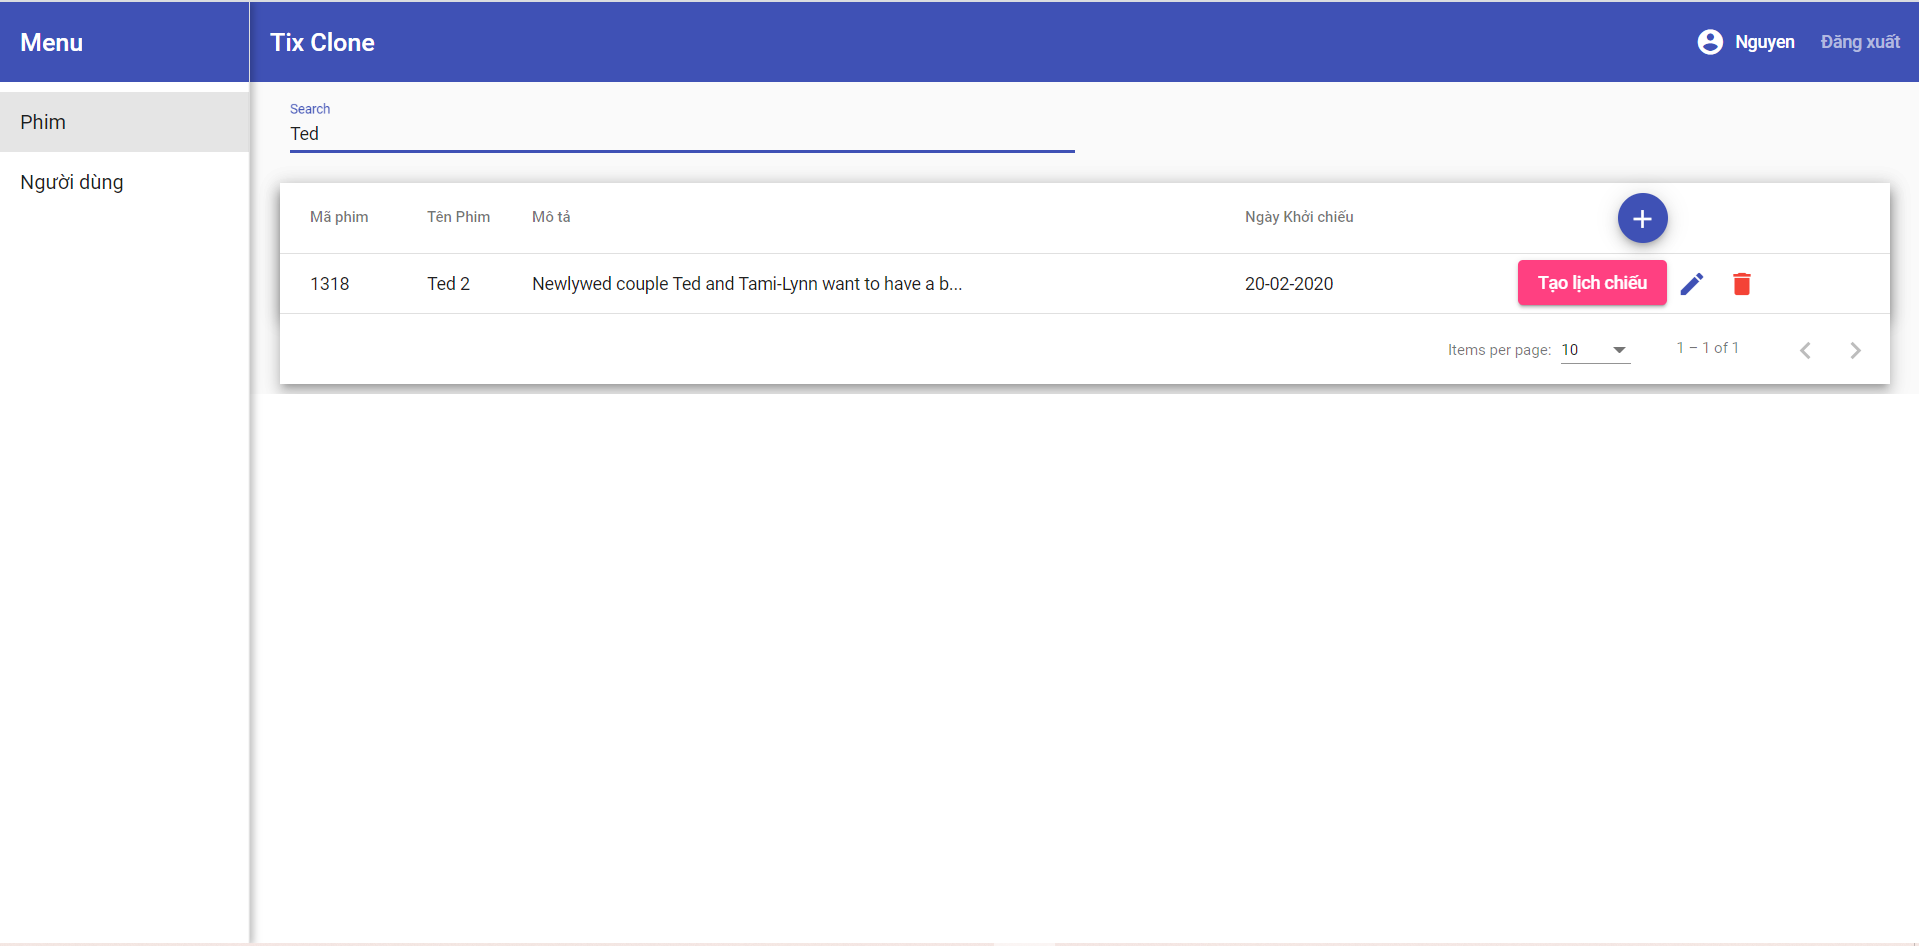 Menu
Tix Clone
Nguyen
Đăng xuất
Phim
Người dùng
Search
Ted
Mã phim
Tên Phim
Mô tả
Ngày Khởi chiếu
1318
Ted 2
Newlywed couple Ted and Tami-Lynn want to have a b...
20-02-2020
Tạo lịch chiếu
Items per page:
10
1 – 1 of 1